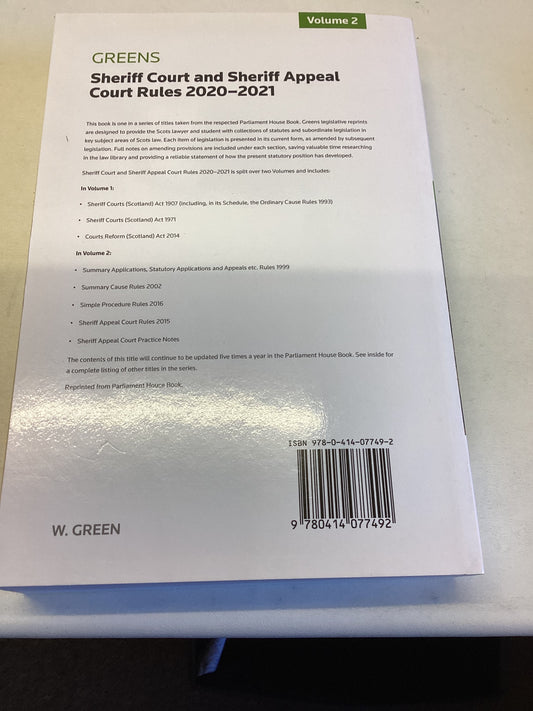 Volume 2
GREENS
Sheriff Court and Sheriff Appeal
Court Rules 2020–2021
This book is one in a series of titles taken from the respected Parliament House Book. Greens legislative reprints
are designed to provide the Scots lawyer and student with collections of statutes and subordinate legislation in
key subject areas of Scots law. Each item of legislation is presented in its current form, as amended by subsequent
legislation. Full notes on amending provisions are included under each section, saving valuable time researching
in the law library and providing a reliable statement of how the present statutory position has developed.
Sheriff Court and Sheriff Appeal Court Rules 2020–2021 is split over two Volumes and includes:
In Volume 1:
• Sheriff Courts (Scotland) Act 1907 (including, in its Schedule, the Ordinary Cause Rules 1993)
• Sheriff Courts (Scotland) Act 1971
• Courts Reform (Scotland) Act 2014
In Volume 2:
• Summary Applications, Statutory Applications and Appeals etc. Rules 1999
• Summary Cause Rules 2002
• Simple Procedure Rules 2016
• Sheriff Appeal Court Rules 2015
• Sheriff Appeal Court Practice Notes
The contents of this title will continue to be updated five times a year in the Parliament House Book. See inside for
a complete listing of other titles in the series.
Reprinted from Parliament House Book.
ISBN 978-0-414-07749-2
9 780414 077492
W. GREEN